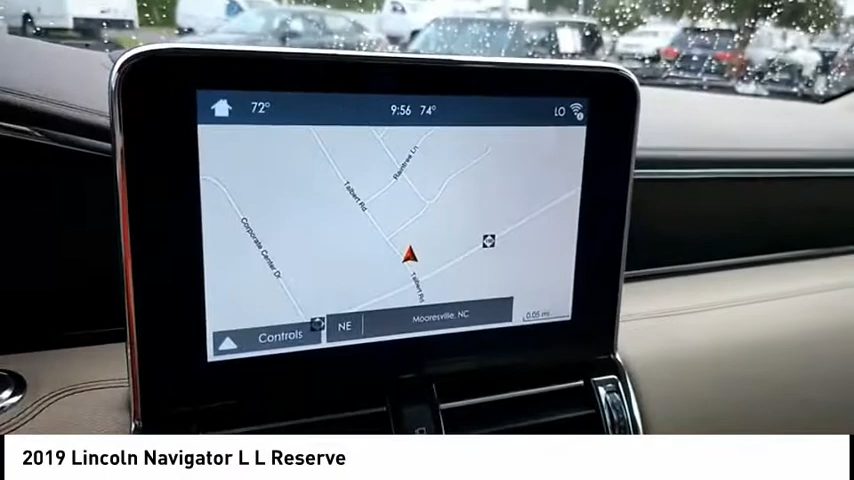 72°
9:56 74°
LO
Raintree Ln
Talbert Rd
Corporate Center Dr
Talbert Rd
Controls
NE
Mooresville, NC
0.05 mi
2019 Lincoln Navigator L L Reserve